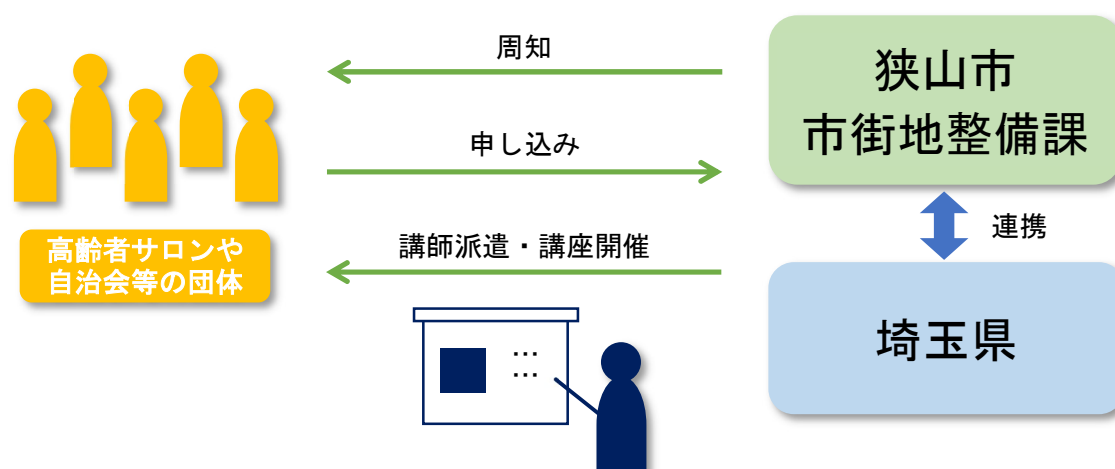 周知
狭山市
市街地整備課
申し込み
連携
高齢者サロンや
自治会等の団体
講師派遣・講座開催
埼玉県
…
…